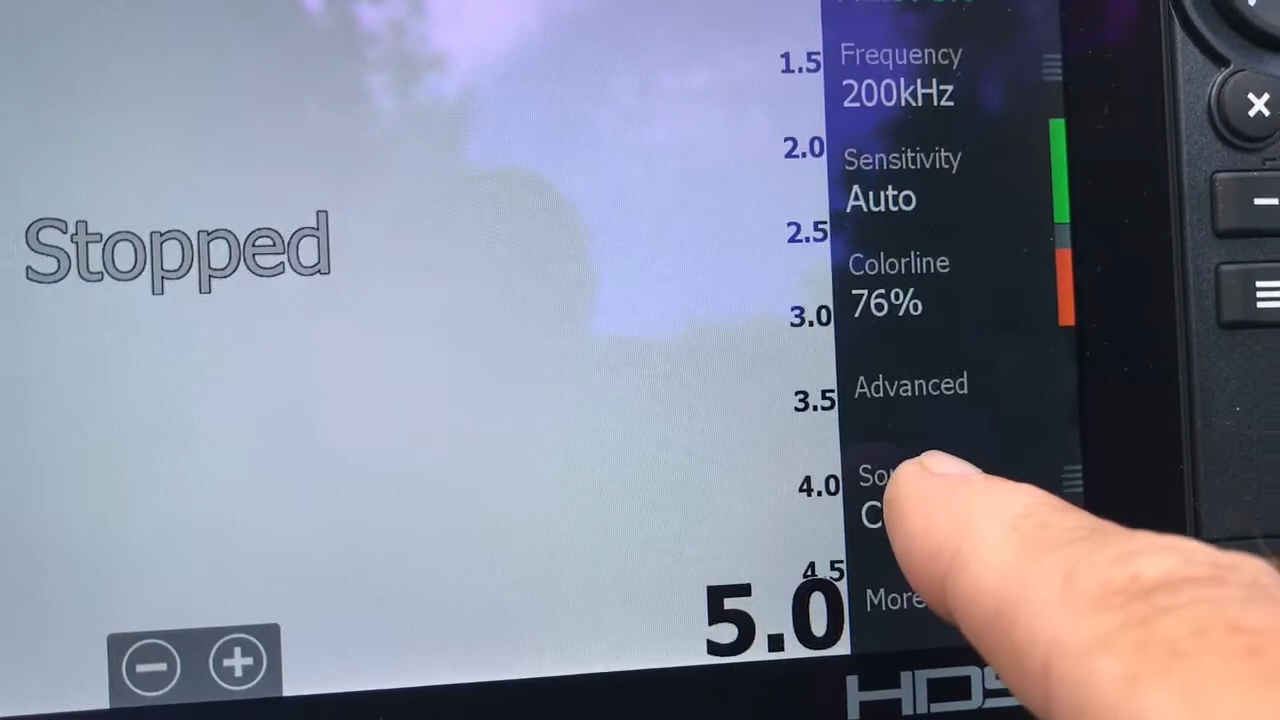 Frequency
200kHz
Sensitivity
Auto
Colorline
76%
Advanced
More
1.5
2.0
2.5
3.0
3.5
4.0
4.5
5.0
Stopped
HDS